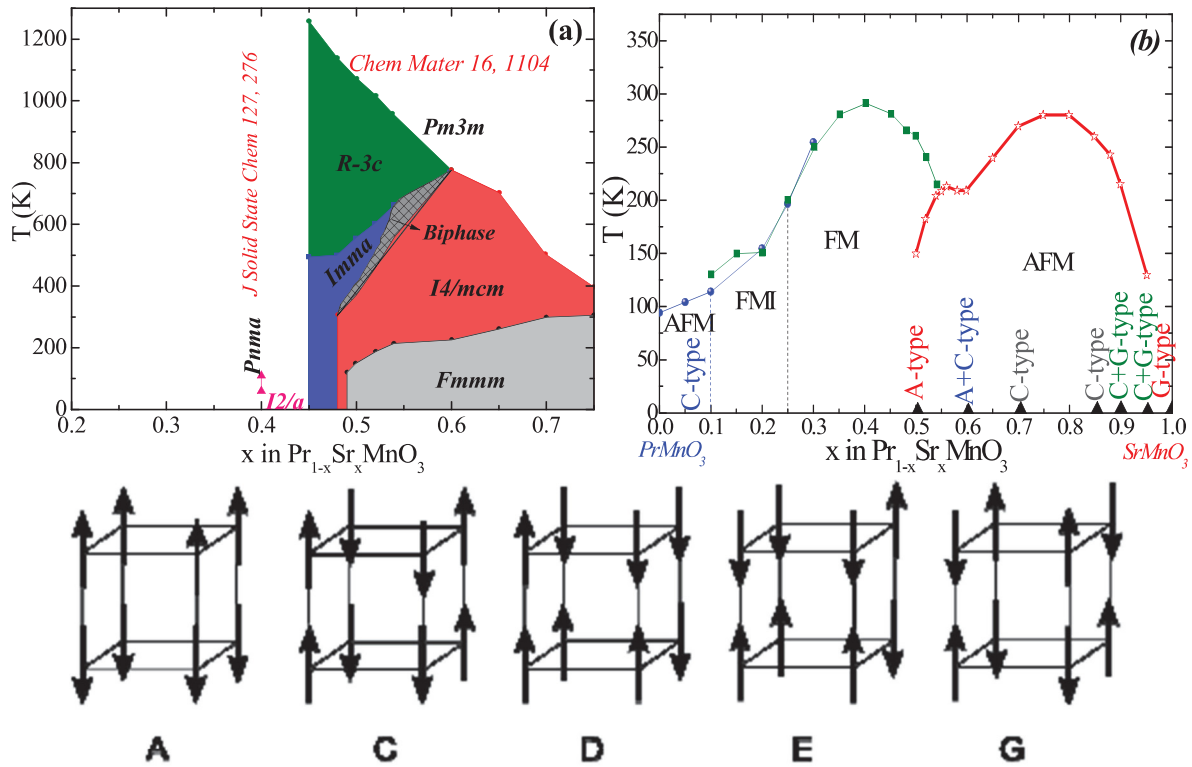 (a)
Chem Mater 16, 1104
J Solid State Chem 127, 276
Pm3m
R-3c
Imma
Biphase
I4/mcm
Fmmm
Pnma
I2/a
T (K)
0
200
400
600
800
1000
1200
0.2 0.3 0.4 0.5 0.6 0.7
x in Pr1-xSrxMnO3
(b)
T (K)
0
50
100
150
200
250
300
350
FM
FMI
AFM
AFM
C-type
A-type
A+C-type
C-type
C-type
C+G-type
C+G-type
G-type
0.0 0.1 0.2 0.3 0.4 0.5 0.6 0.7 0.8 0.9 1.0
PrMnO3 x in Pr1-xSrxMnO3 SrMnO3
A C D E G